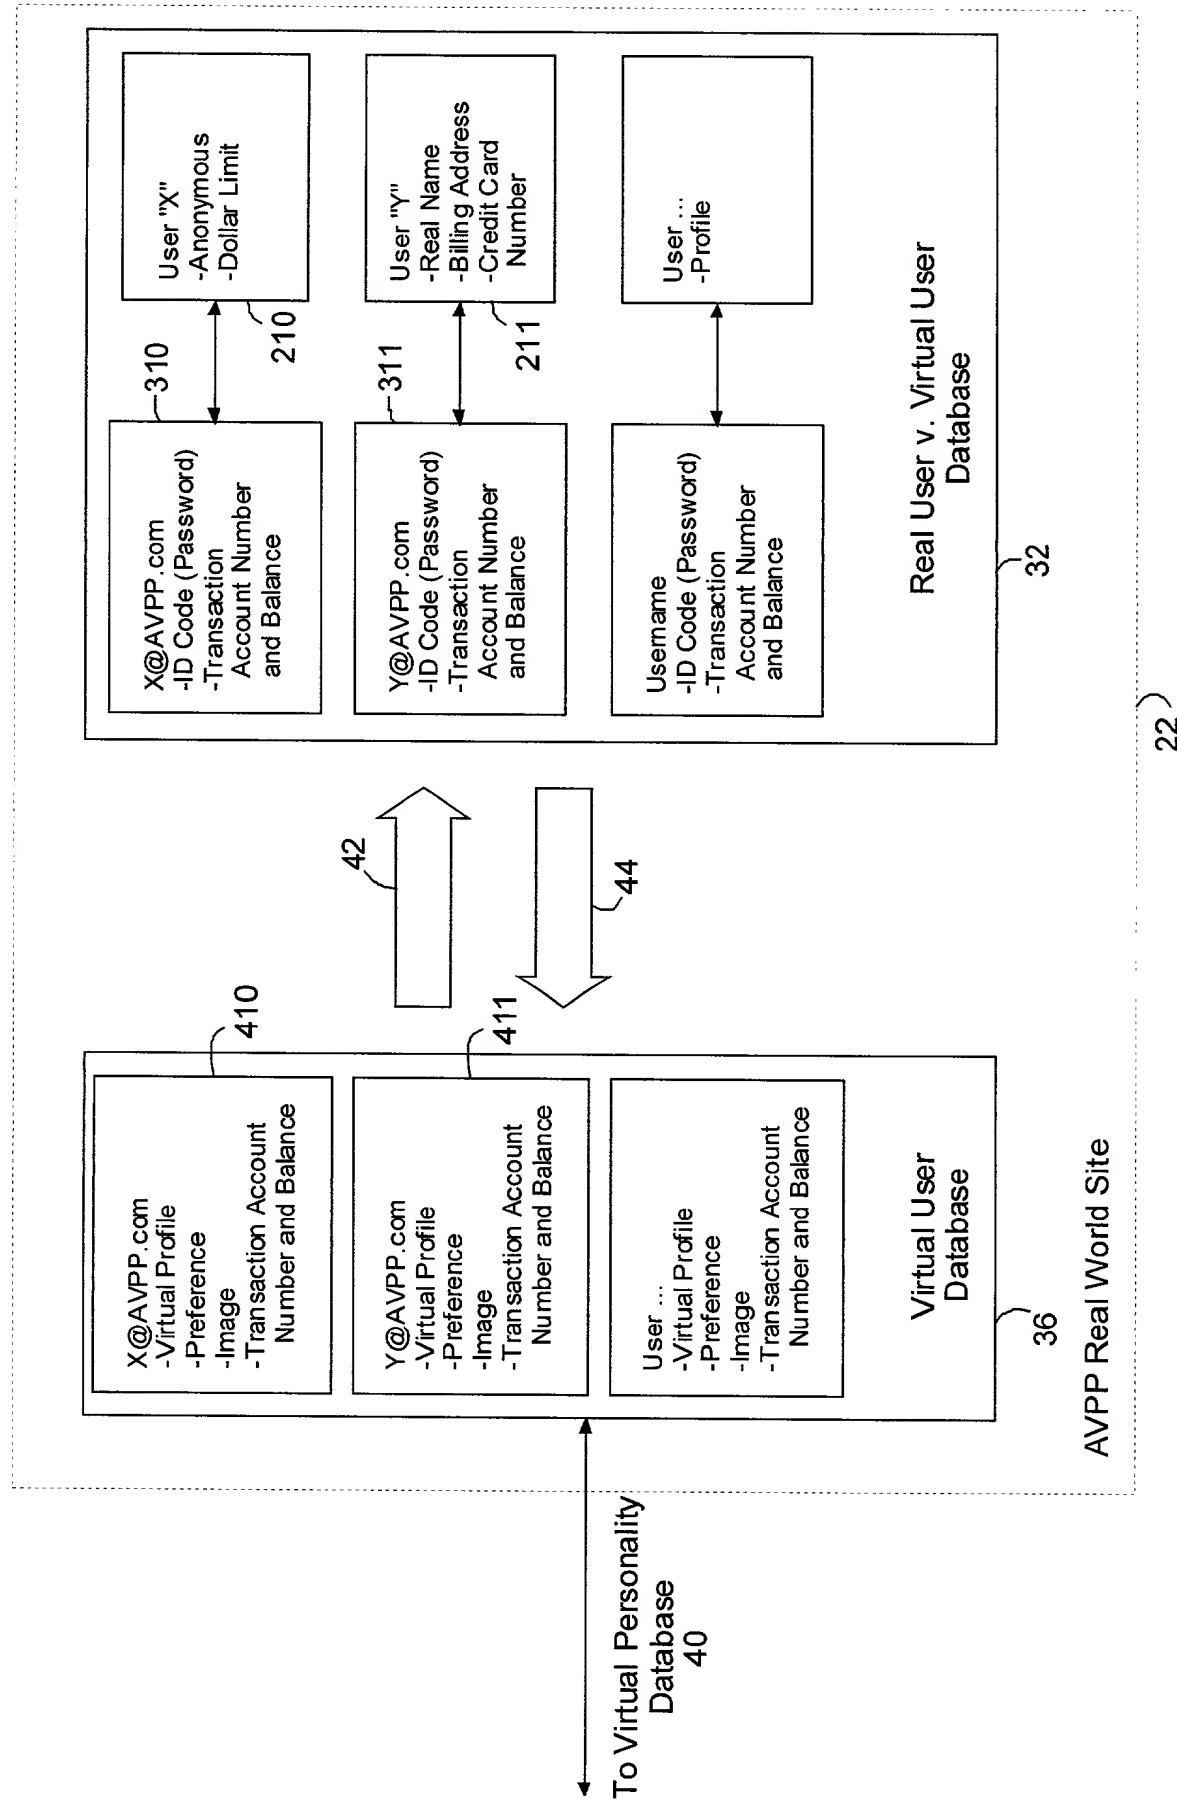 X@AVPP.com
- Virtual Profile
-Preference
-Image
-Transaction Account
Number and Balance
410
Y@AVPP.com
- Virtual Profile
-Preference
-Image
-Transaction Account
Number and Balance
411
User ...
- Virtual Profile
-Preference
-Image
-Transaction Account
Number and Balance
Virtual User
Database
36
To Virtual Personality
Database
40
42
44
X@AVPP.com
-ID Code (Password)
-Transaction
Account Number
and Balance
310
User "X"
-Anonymous
-Dollar Limit
210
Y@AVPP.com
-ID Code (Password)
-Transaction
Account Number
and Balance
311
User "Y"
-Real Name
-Billing Address
-Credit Card
Number
211
Username
-ID Code (Password)
-Transaction
Account Number
and Balance
User ...
-Profile
Real User v. Virtual User
Database
32
AVPP Real World Site
22